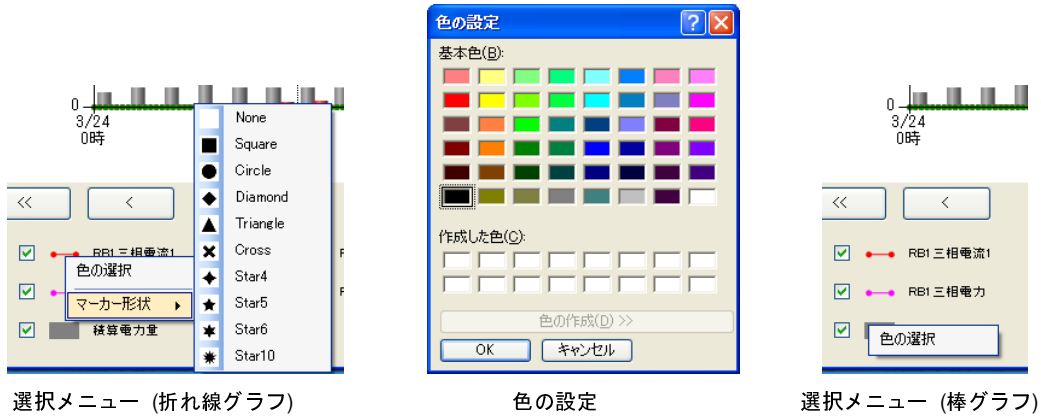 0
3/24
0時
None
Square
Circle
Diamond
Triangle
Cross
Star4
Star5
Star6
Star10
<<
<
RB1三相電流1
色の選択
マーカー形状
積算電力量
選択メニュー (折れ線グラフ)
色の設定
基本色(B):
作成した色(C):
色の作成(D) >>
OK
キャンセル
色の設定
0
3/24
0時
<<
<
RB1三相電流1
RB1三相電力
色の選択
選択メニュー (棒グラフ)